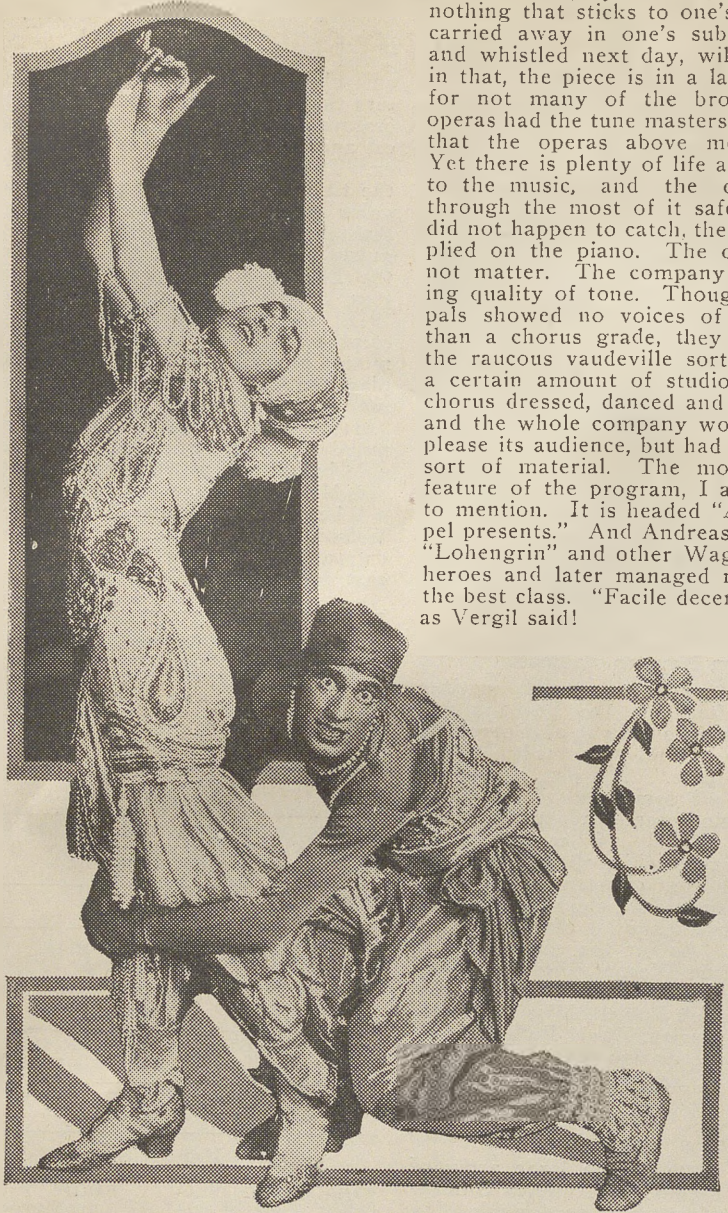 nothing that sticks to one's
carried away in one's sub
and whistled next day, wil
in that, the piece is in a la
for not many of the bro
operas had the tune masters
that the operas above m
Yet there is plenty of life a
to the music, and the c
through the most of it safe
did not happen to catch, the
plied on the piano. The c
not matter. The company
ing quality of tone. Thoug
pals showed no voices of
than a chorus grade, they
the raucous vaudeville sort
a certain amount of studio
chorus dressed, danced and
and the whole company wo
please its audience, but had
sort of material. The mo
feature of the program, I a
to mention. It is headed "A
pel presents." And Andreas
"Lohengrin" and other Wag
heroes and later managed
the best class. "Facile decen
as Vergil said!